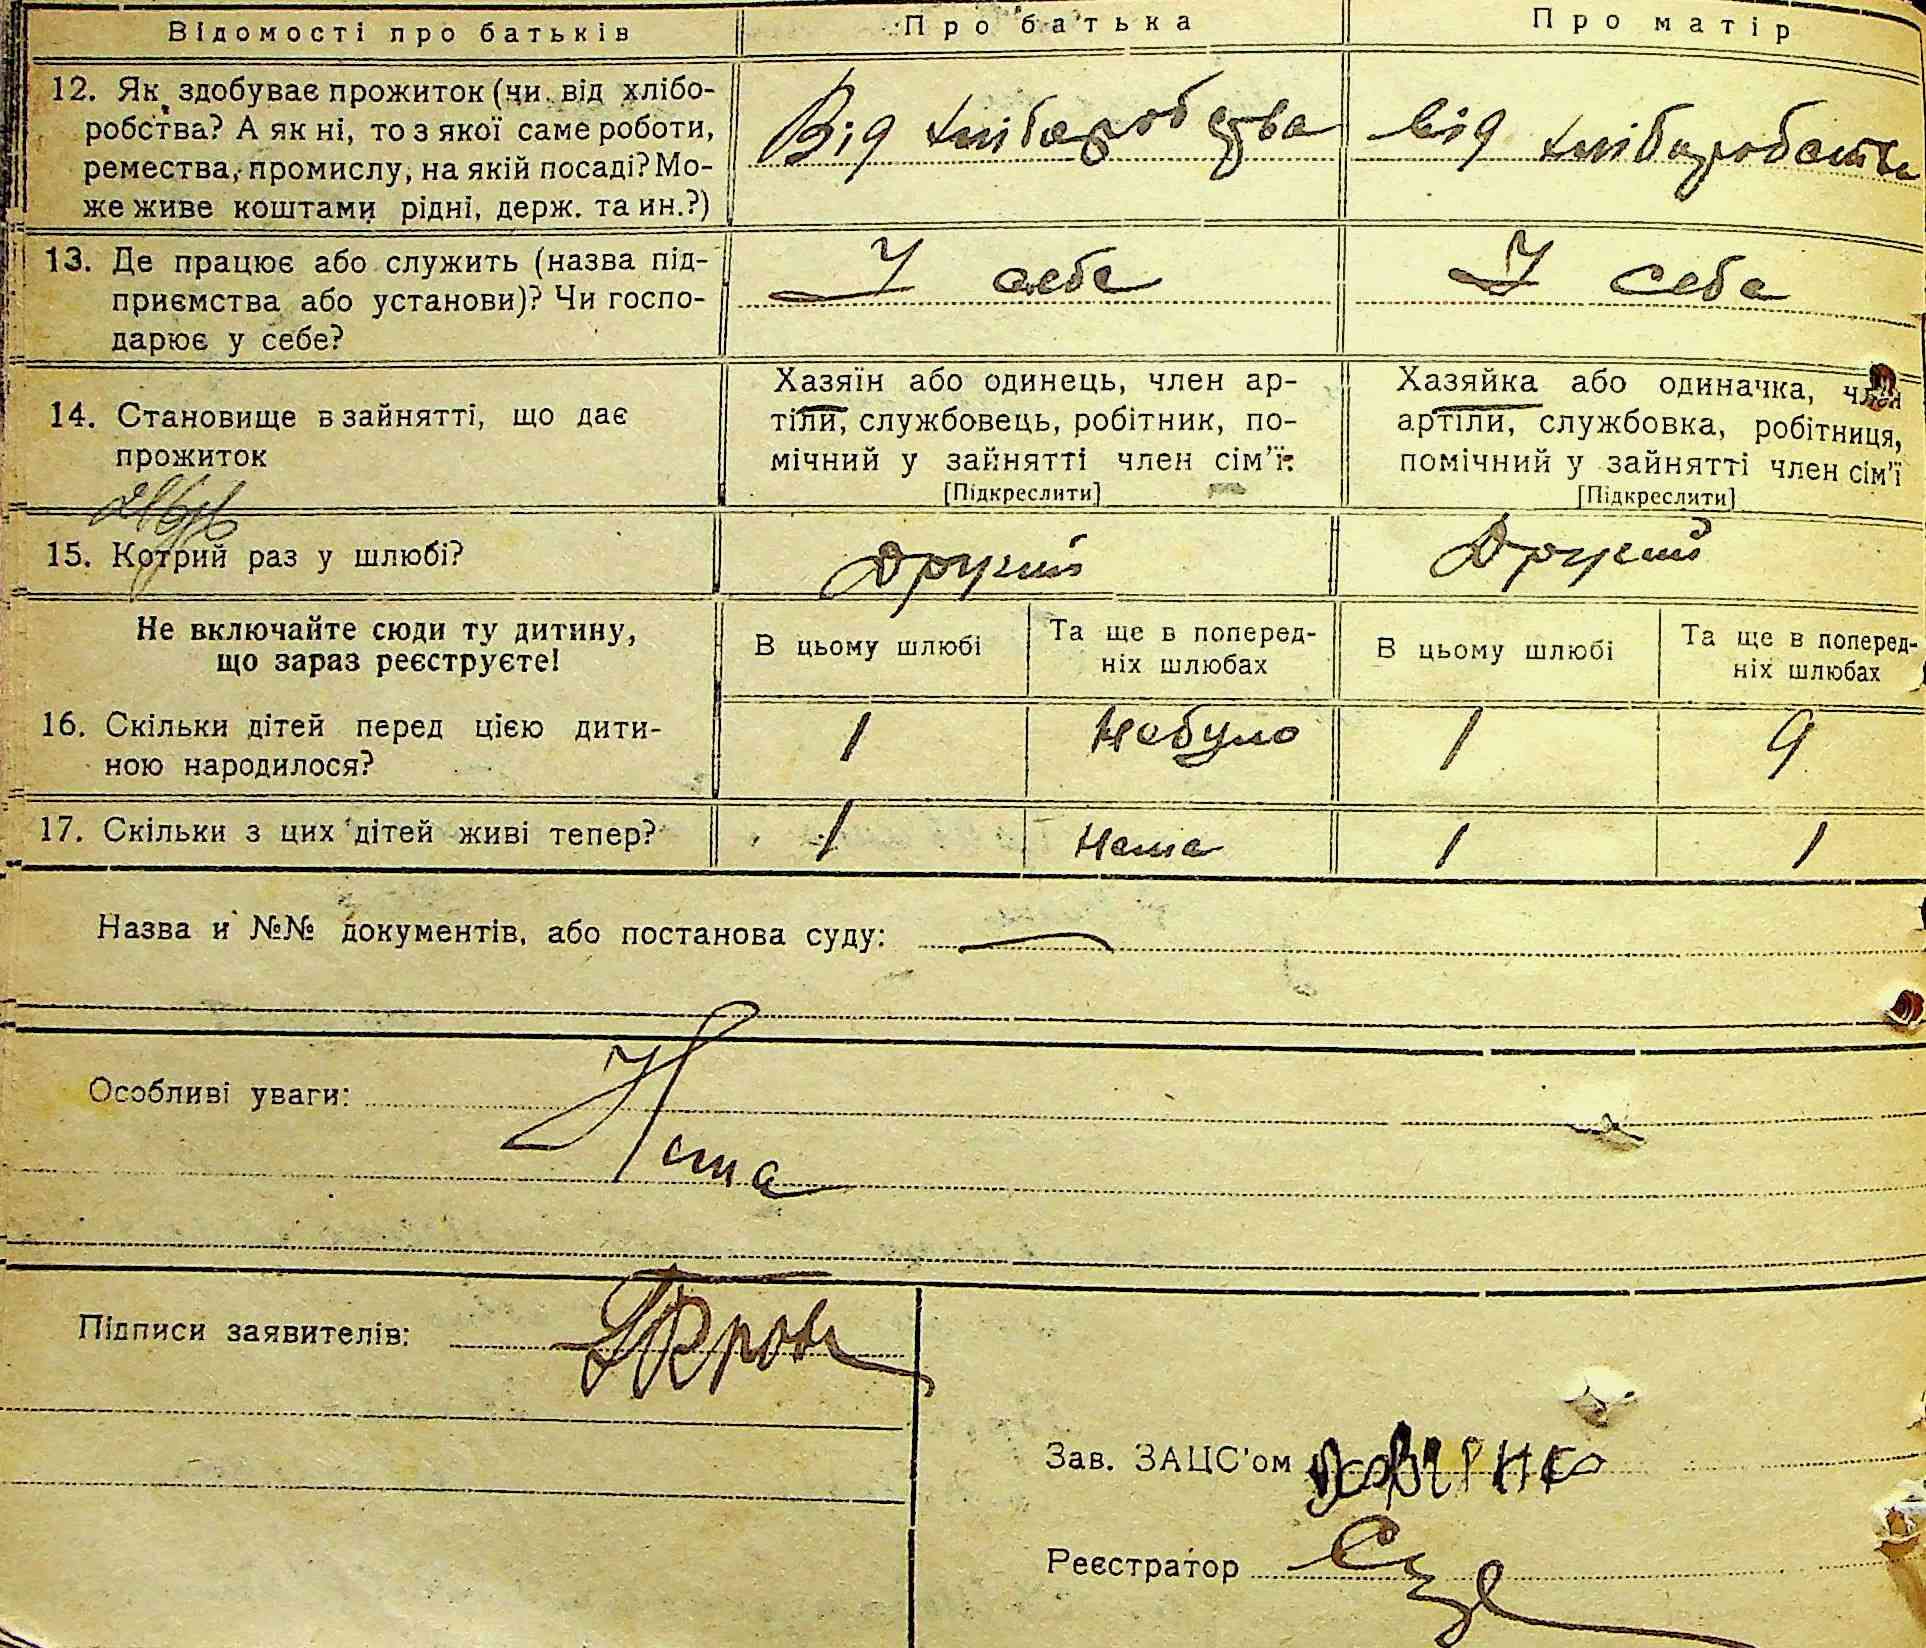 Відомості про батьків Про батька Про матір
12. Як здобуває прожиток (чи від хлібо-
робства? А як ні, то з якої саме роботи,
ремества, промислу, на якій посаді? Мо-
же живе коштами рідні, держ. та ин.?)
Від хліборобства від хліборобства
13. Де працює або служить (назва під-
приємства або установи)? Чи госпо-
дарює у себе?
У себе У себе
14. Становище в зайнятті, що дає
прожиток
Хазяїн або одинець, член ар-
тіли, службовець, робітник, по-
мічний у зайнятті член сім'ї.
[Підкреслити]
Хазяйка або одиначка, член
артіли, службовка, робітниця,
помічний у зайнятті член сім'ї
[Підкреслити]
15. Котрий раз у шлюбі? Другий Другий
Не включайте сюди ту дитину,
що зараз реєструєте!
В цьому шлюбі
Та ще в поперед-
ніх шлюбах
В цьому шлюбі
Та ще в поперед-
ніх шлюбах
16. Скільки дітей перед цією дити-
ною народилося?
1 Небуло 1 9
17. Скільки з цих дітей живі тепер? 1 Нема 1 1
Назва и №№ документів, або постанова суду:
Особливі уваги:
Нема
Підписи заявителів:
Зав. ЗАЦС'ом
Реєстратор